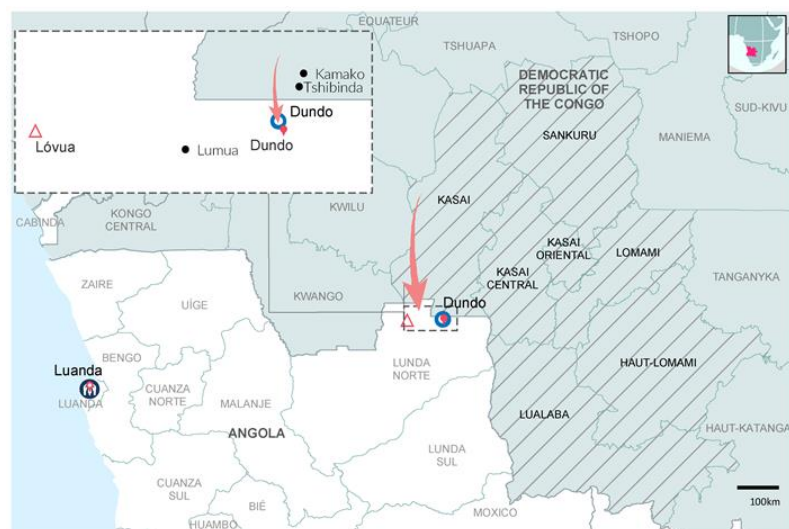 EQUATEUR
TSHUAPA
TSHOPO
Kamako
Tshibinda
Dundo
Dundo
Lóvua
Lumua
DEMOCRATIC
REPUBLIC OF
THE CONGO
SUD-KIVU
MANIEMA
SANKURU
KASAI
KWILU
CABINDA
KONGO
CENTRAL
KASAI
ORIENTAL
LOMAMI
KASAI
CENTRAL
TANGANYKA
ZAIRE
UÍGE
KWANGO
Dundo
BENGO
LUNDA
NORTE
HAUT-LOMAMI
Luanda
LUANDA
CUANZA
NORTE
MALANJE
LUALABA
HAUT-KATANGA
ANGOLA
LUNDA
SUL
CUANZA
SUL
BIÉ
HUAMBO
MOXICO
100km